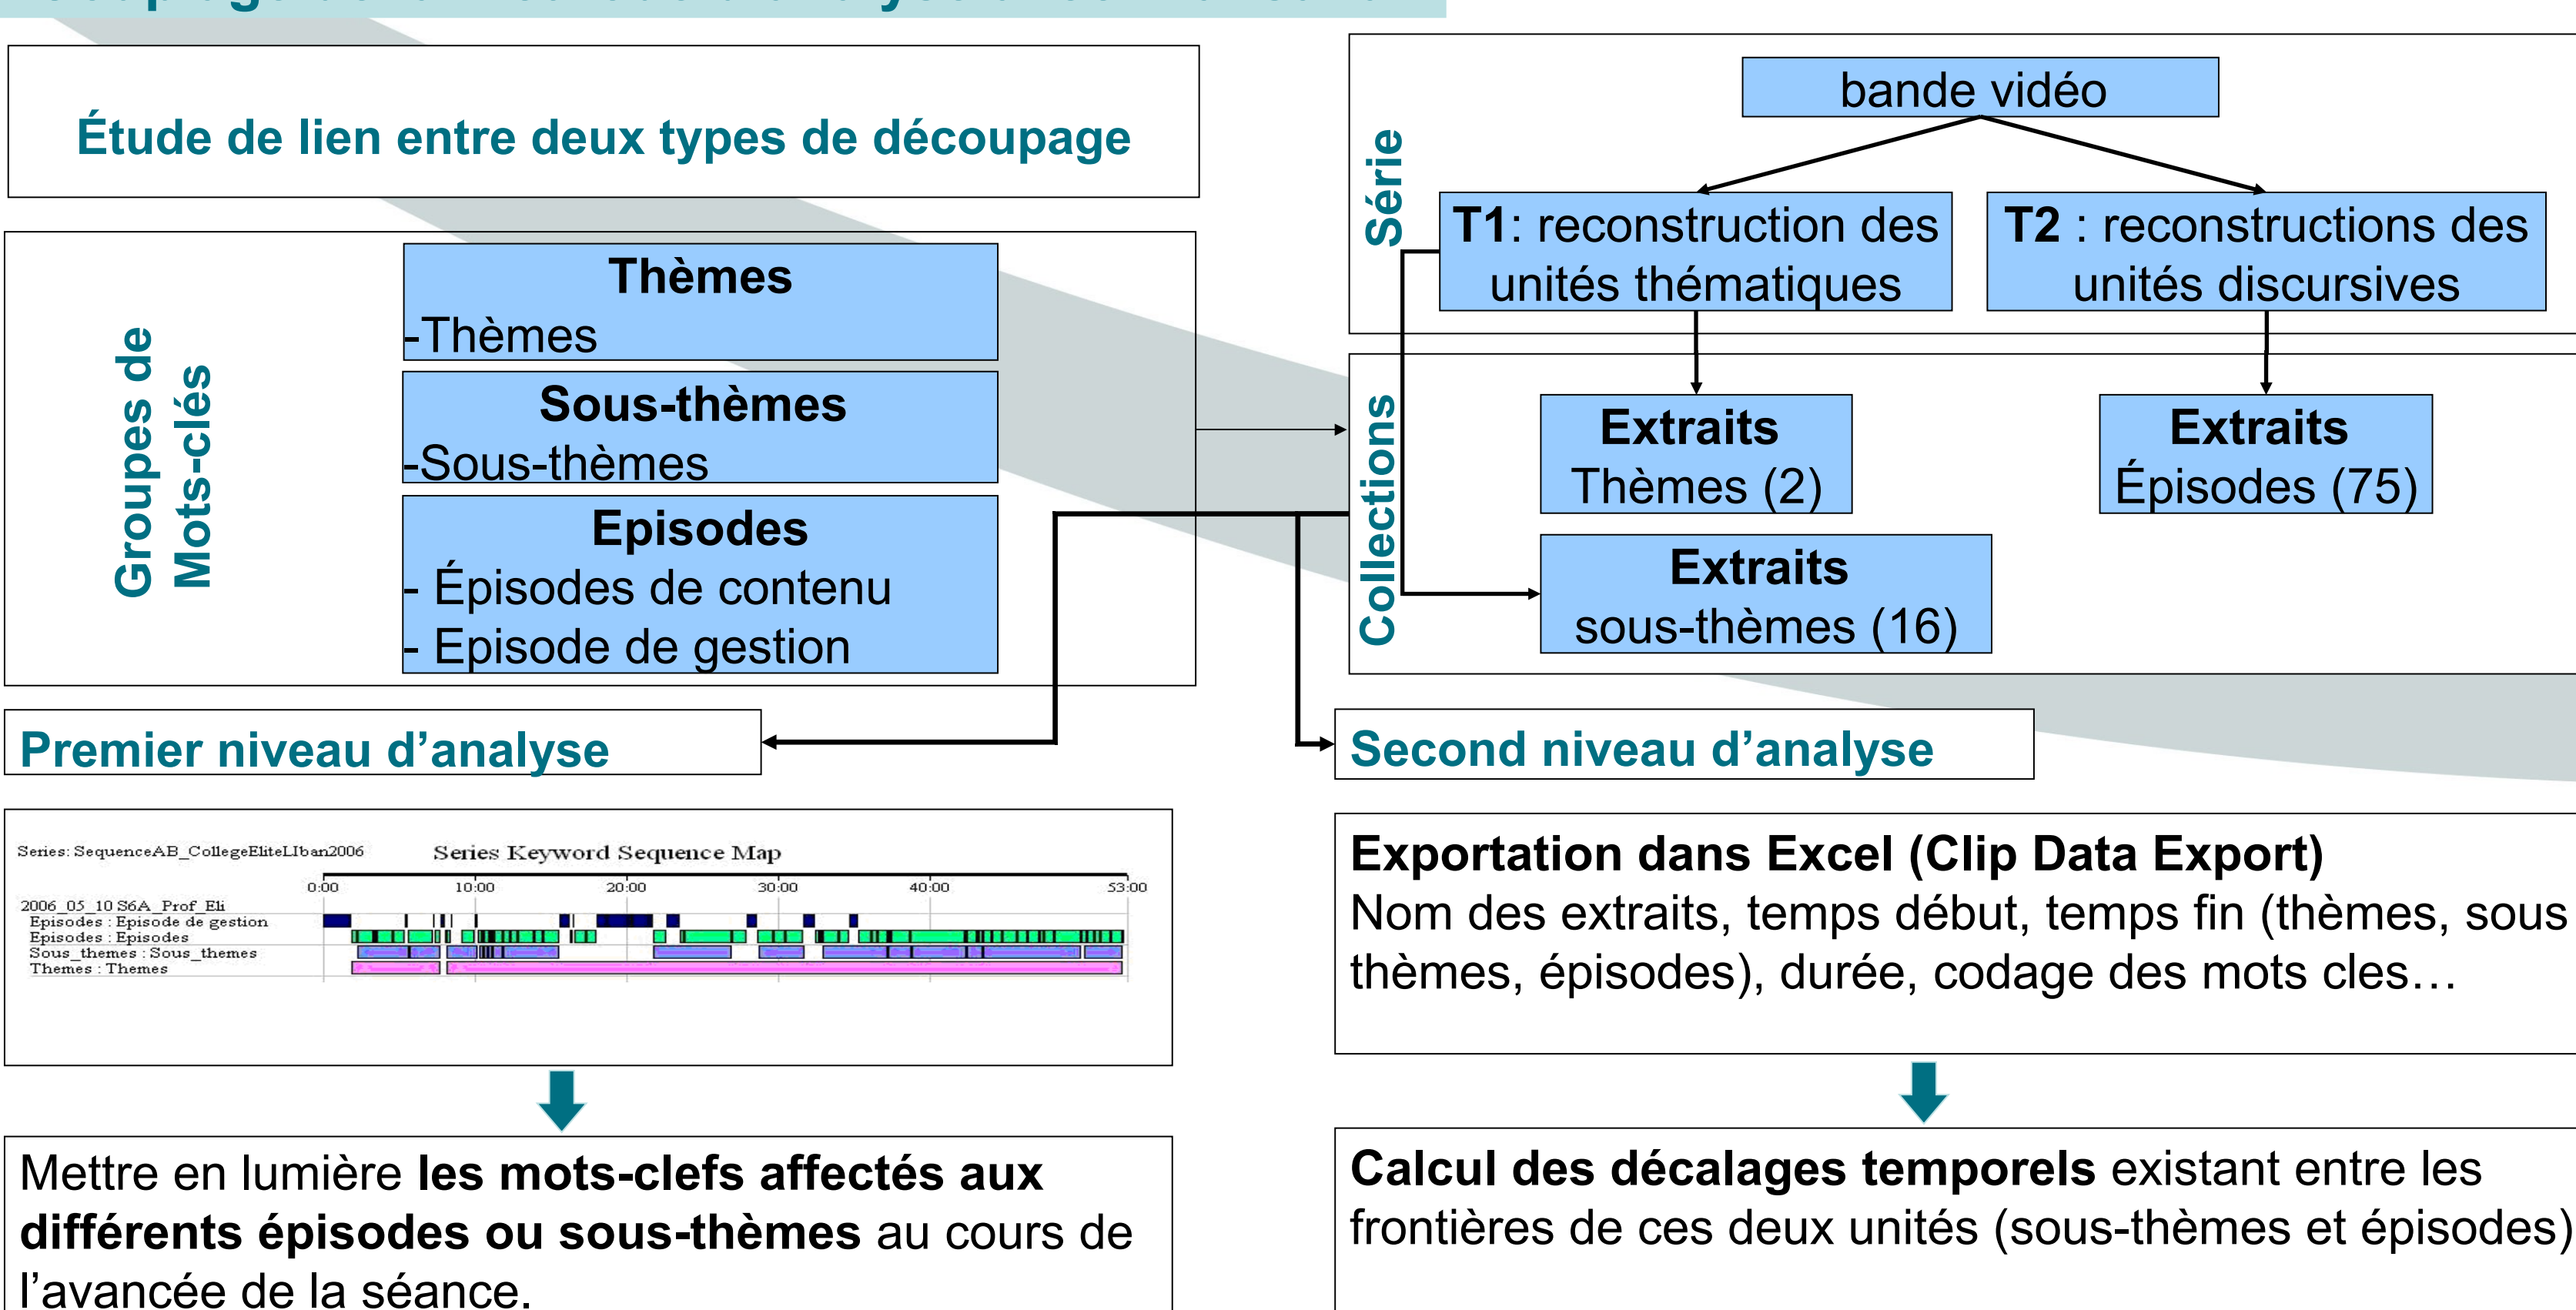 Étude de lien entre deux types de découpage
Groupes de
Mots-clés
Thèmes
-Thèmes
Sous-thèmes
-Sous-thèmes
Episodes
- Épisodes de contenu
- Episode de gestion
Série
bande vidéo
T1: reconstruction des
unités thématiques
T2 : reconstructions des
unités discursives
Collections
Extraits
Thèmes (2)
Extraits
Épisodes (75)
Extraits
sous-thèmes (16)
Premier niveau d’analyse
Series: SequenceAB_CollegeEliteLIban2006
Series Keyword Sequence Map
0:00 10:00 20:00 30:00 40:00 53:00
2006_05_10 S6A_Prof_Eli
Episodes : Episode de gestion
Episodes : Episodes
Sous_themes : Sous_themes
Themes : Themes
Mettre en lumière les mots-clefs affectés aux
différents épisodes ou sous-thèmes au cours de
l’avancée de la séance.
Second niveau d’analyse
Exportation dans Excel (Clip Data Export)
Nom des extraits, temps début, temps fin (thèmes, sous
thèmes, épisodes), durée, codage des mots cles…
Calcul des décalages temporels existant entre les
frontières de ces deux unités (sous-thèmes et épisodes)